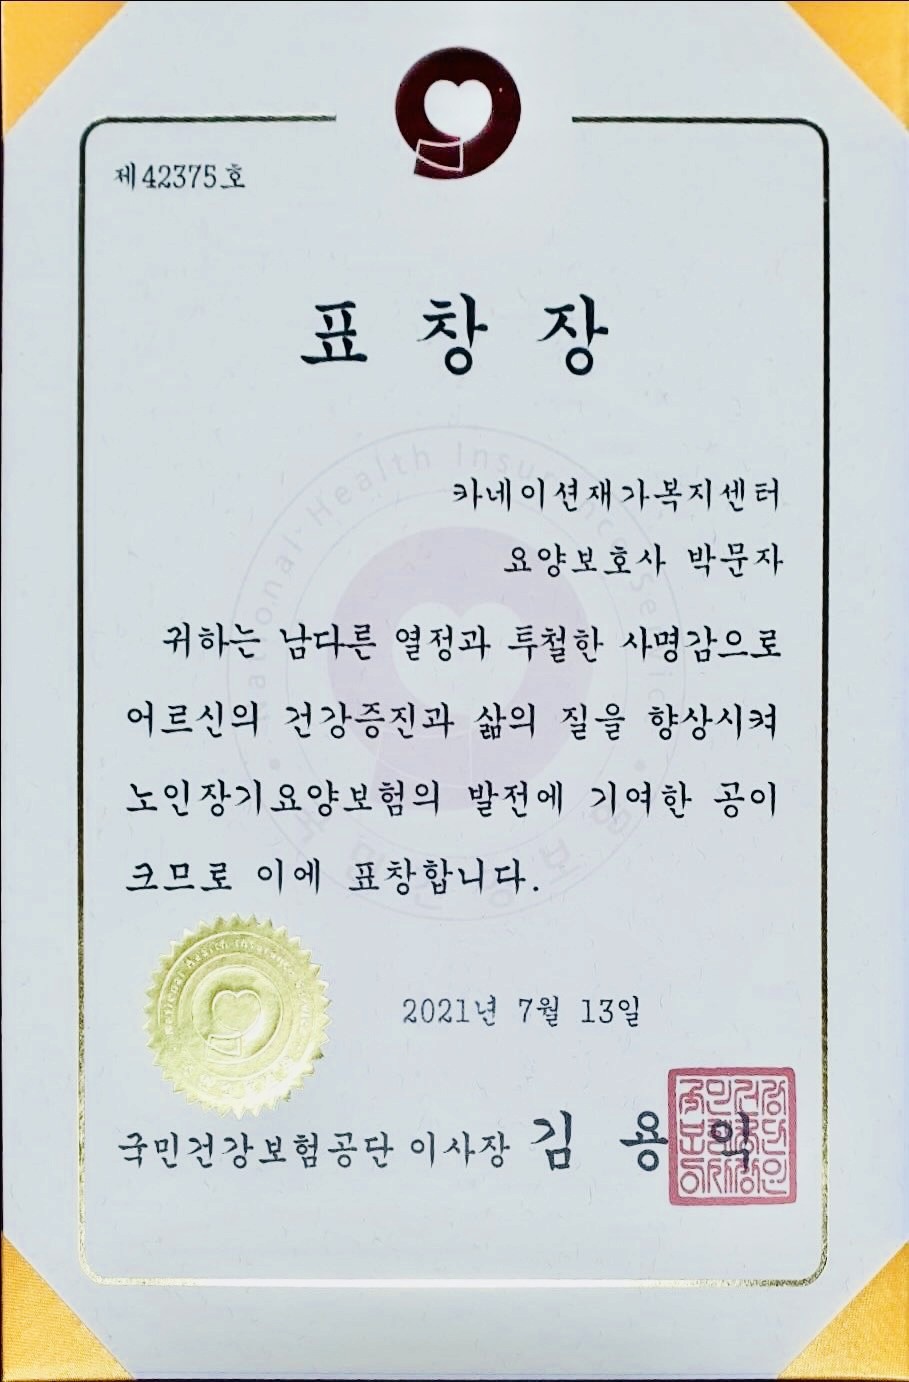 제42375호
표 창 장
카네이션재가복지센터
요양보호사 박문자
귀하는 남다른 열정과 투철한 사명감으로
어르신의 건강증진과 삶의 질을 향상시켜
노인장기요양보험의 발전에 기여한 공이
크므로 이에 표창합니다.
2021년 7월 13일
국민건강보험공단 이사장 김 용 익
National Health Insurance Service